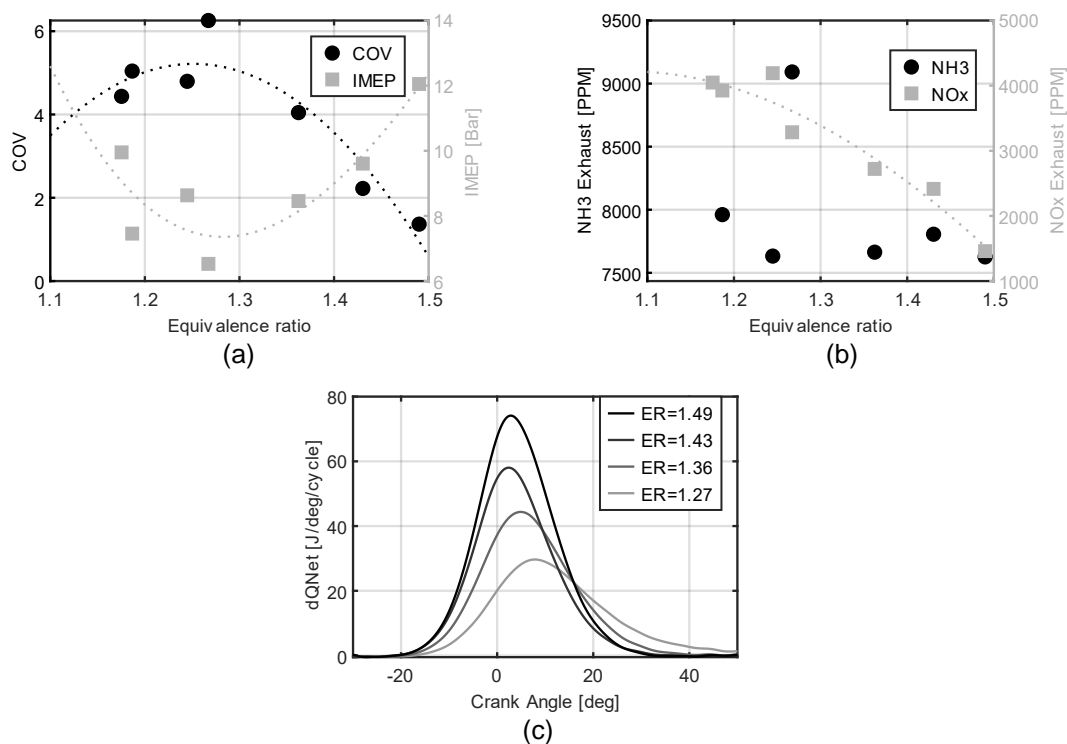 6
4
2
0
COV
14
12
10
8
6
IMEP [Bar]
COV
IMEP
1.1 1.2 1.3 1.4 1.5
Equivalence ratio
(a)
9500
9000
8500
8000
7500
NH3 Exhaust [PPM]
5000
4000
3000
2000
1000
NOx Exhaust [PPM]
NH3
NOx
1.1 1.2 1.3 1.4 1.5
Equivalence ratio
(b)
80
60
40
20
0
dQNet [J/deg/cycle]
ER=1.49
ER=1.43
ER=1.36
ER=1.27
-20 0 20 40
Crank Angle [deg]
(c)